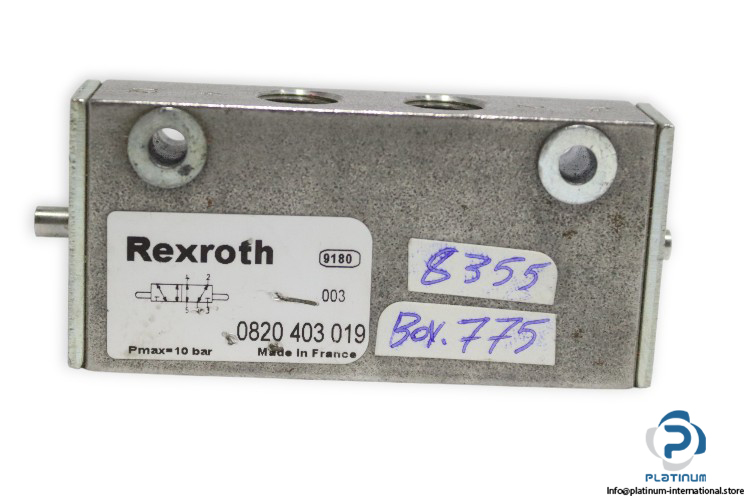 Rexroth
9180
4 2
003
5 3
0820 403 019
Pmax=10 bar
Made in France
8355
Box.775
PLATINUM
Info@platinum-international.store